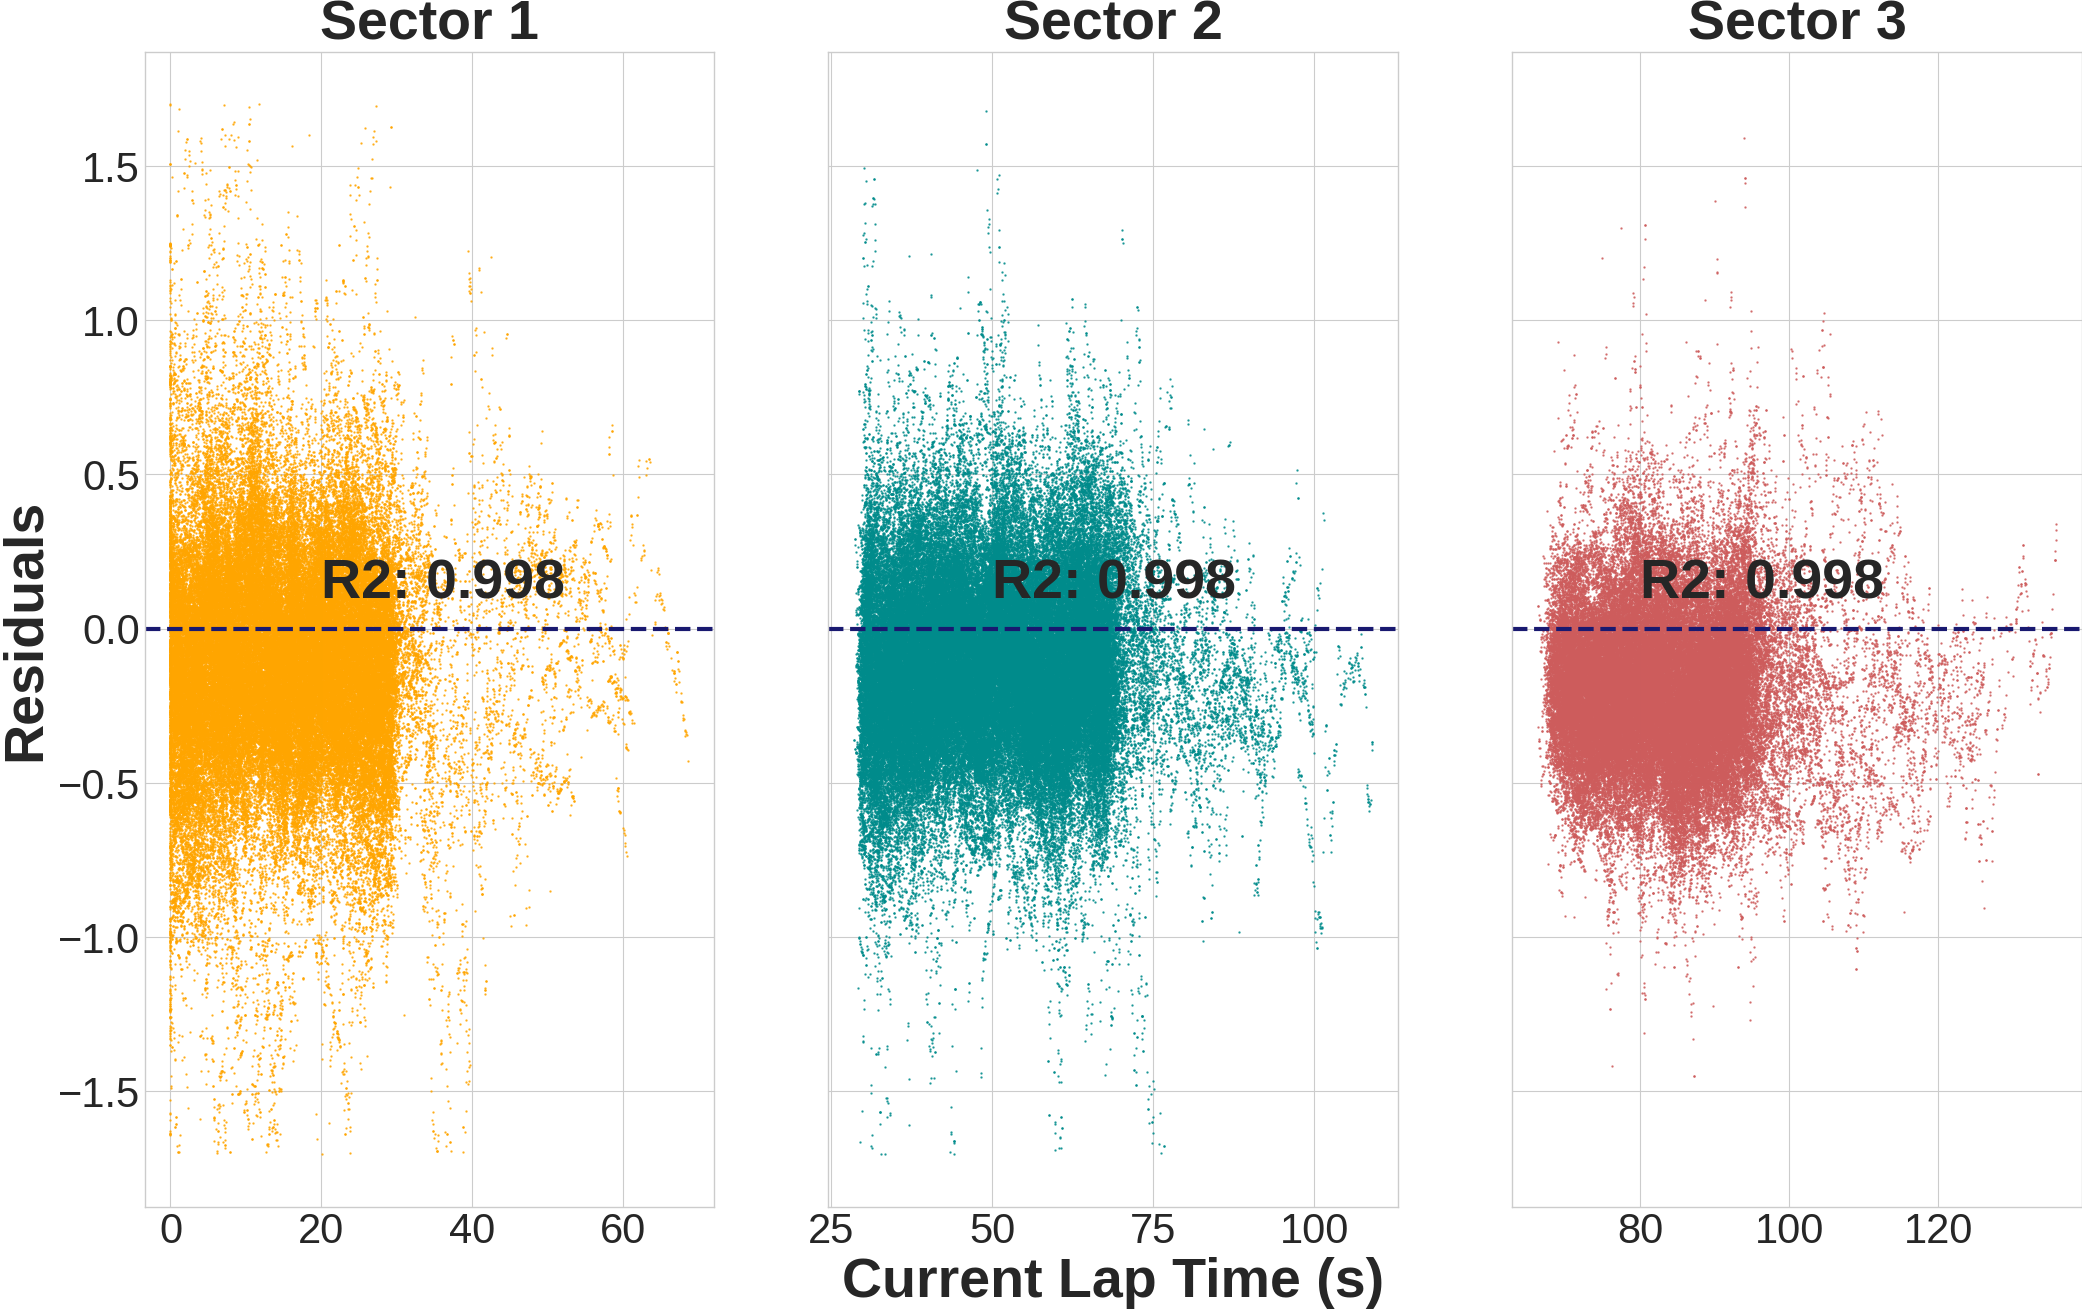 Sector 1
Sector 2
Sector 3
Residuals
1.5
1.0
0.5
0.0
−0.5
−1.0
−1.5
R2: 0.998
R2: 0.998
R2: 0.998
0 20 40 60
25 50 75 100
80 100 120
Current Lap Time (s)